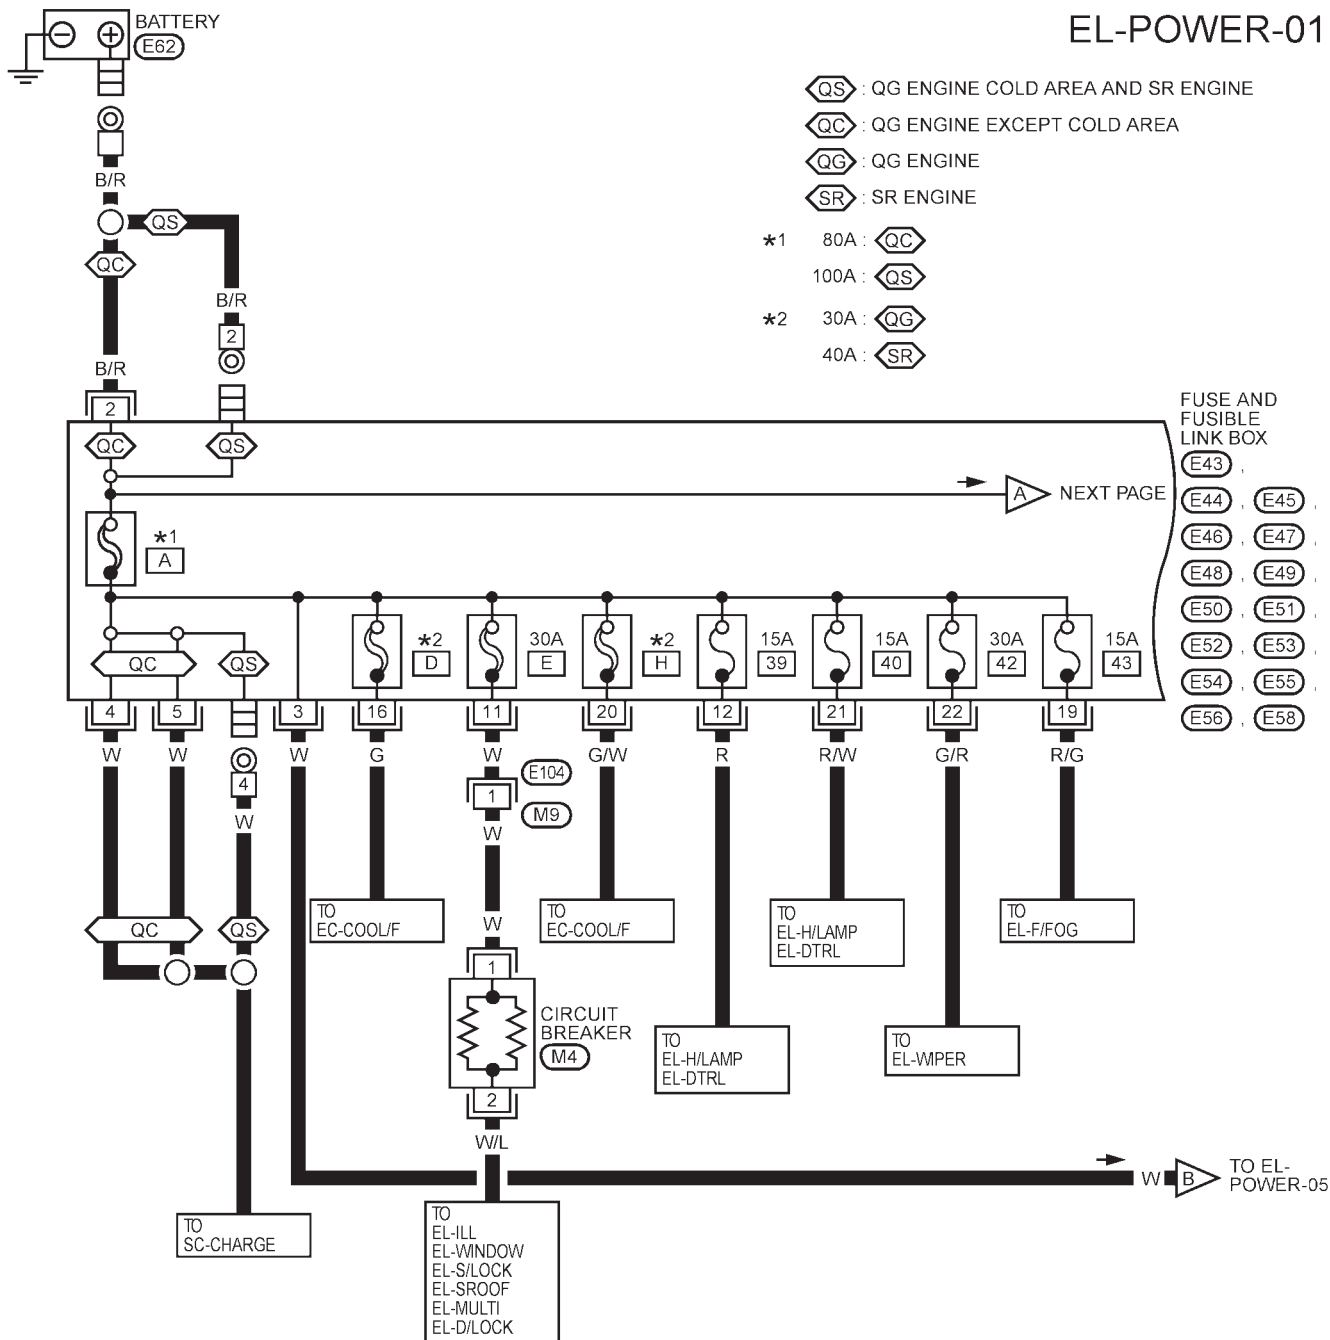 EL-POWER-01
BATTERY
E62
QS : QG ENGINE COLD AREA AND SR ENGINE
QC : QG ENGINE EXCEPT COLD AREA
QG : QG ENGINE
SR : SR ENGINE
*1 80A : QC
100A : QS
*2 30A : QG
40A : SR
B/R
QS
QC
B/R
2
B/R
2
QC
QS
FUSE AND
FUSIBLE
LINK BOX
E43 ,
E44 , E45 ,
E46 , E47 ,
E48 , E49 ,
E50 , E51 ,
E52 , E53 ,
E54 , E55 ,
E56 , E58
A NEXT PAGE
*1
A
*2
D
30A
E
*2
H
15A
39
15A
40
30A
42
15A
43
QC
QS
4 5 3 16 11 20 12 21 22 19
W W W G W G/W R R/W G/R R/G
E104
4
1
M9
W
W
TO
EC-COOL/F
TO
EC-COOL/F
TO
EL-H/LAMP
EL-DTRL
TO
EL-F/FOG
QC
QS
W
1
CIRCUIT
BREAKER
M4
2
W/L
TO
EL-H/LAMP
EL-DTRL
TO
EL-WIPER
W B TO EL-
POWER-05
TO
SC-CHARGE
TO
EL-ILL
EL-WINDOW
EL-S/LOCK
EL-SROOF
EL-MULTI
EL-D/LOCK